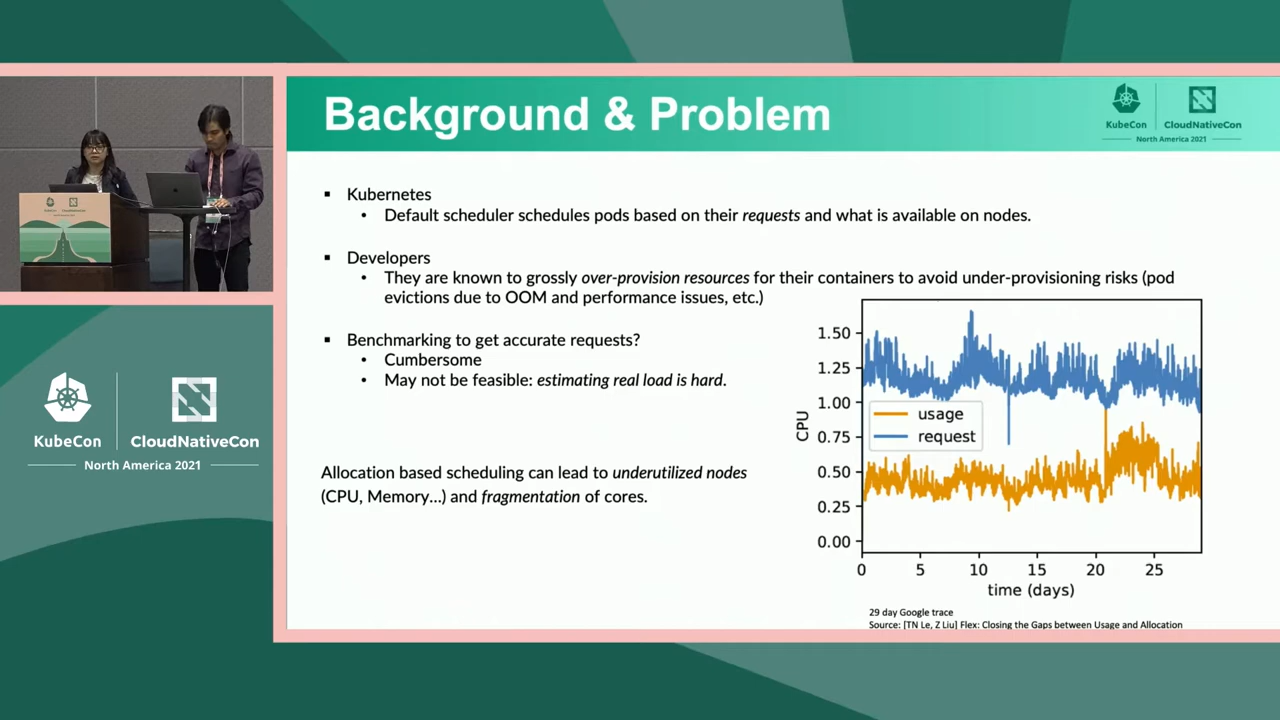 Background & Problem
KubeCon
CloudNativeCon
North America 2021
▪ Kubernetes
• Default scheduler schedules pods based on their requests and what is available on nodes.
▪ Developers
• They are known to grossly over-provision resources for their containers to avoid under-provisioning risks (pod
evictions due to OOM and performance issues, etc.)
▪ Benchmarking to get accurate requests?
• Cumbersome
• May not be feasible: estimating real load is hard.
Allocation based scheduling can lead to underutilized nodes
(CPU, Memory...) and fragmentation of cores.
CPU
1.50
1.25
1.00
0.75
0.50
0.25
0.00
usage
request
0 5 10 15 20 25
time (days)
29 day Google trace
Source: [TN Le, Z Liu] Flex: Closing the Gaps between Usage and Allocation
KubeCon
CloudNativeCon
North America 2021